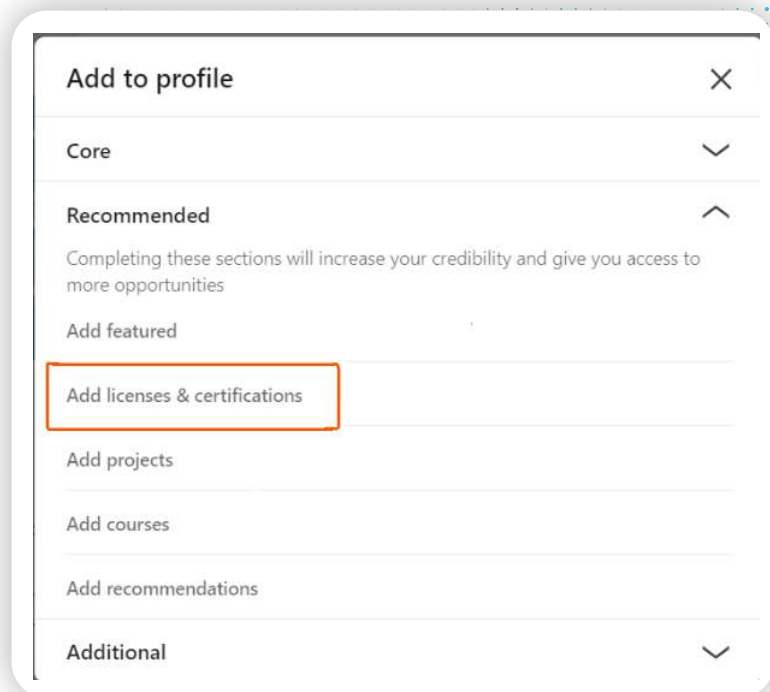 Add to profile
Core
Recommended
Completing these sections will increase your credibility and give you access to
more opportunities
Add featured
Add licenses & certifications
Add projects
Add courses
Add recommendations
Additional